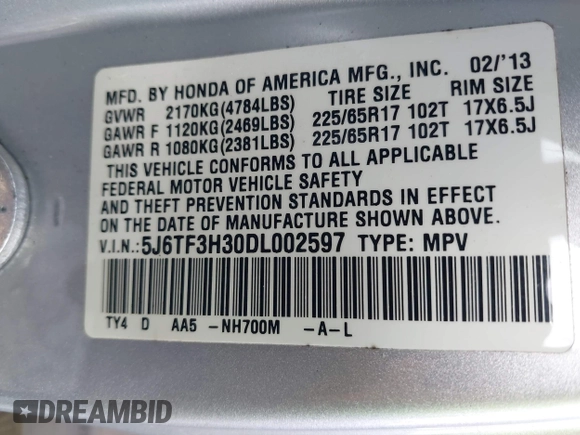 MFD. BY HONDA OF AMERICA MFG., INC. 02/'13
TIRE SIZE RIM SIZE
GVWR 2170KG(4784LBS)
GAWR F 1120KG(2469LBS) 225/65R17 102T 17X6.5J
GAWR R 1080KG(2381LBS) 225/65R17 102T 17X6.5J
THIS VEHICLE CONFORMS TO ALL APPLICABLE
FEDERAL MOTOR VEHICLE SAFETY
AND THEFT PREVENTION STANDARDS IN EFFECT
ON THE DATE OF MANUFACTURE SHOWN ABOVE.
V.I.N.:5J6TF3H30DL002597 TYPE: MPV
TY4 D AA5 -NH700M -A-L
DREAMBID